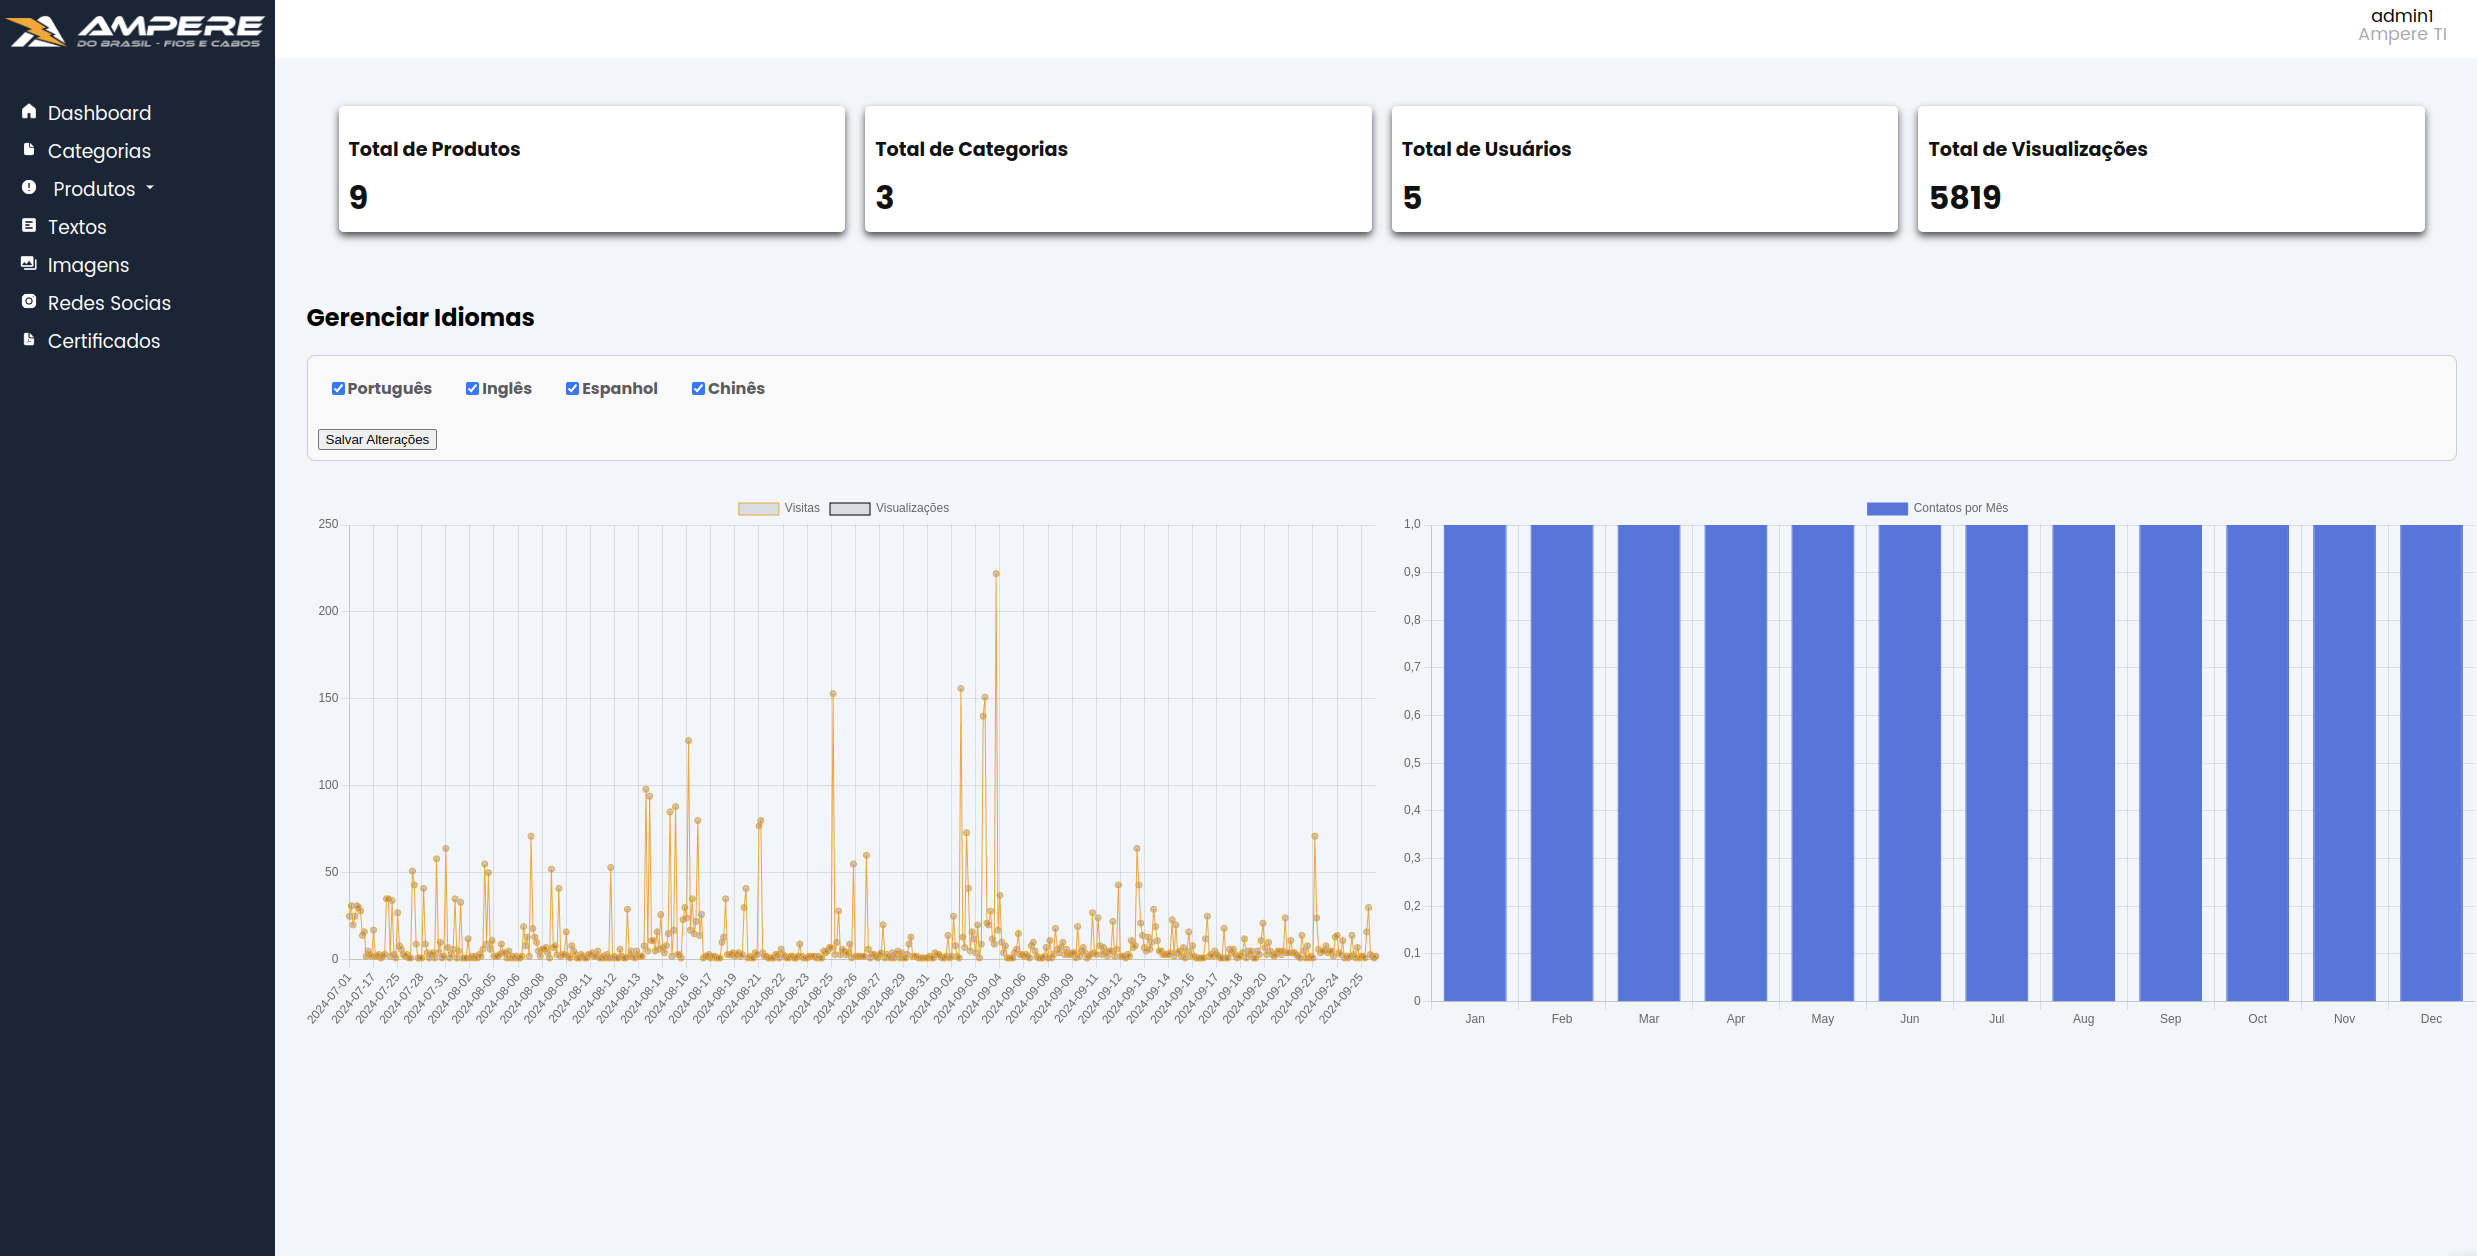 AMPERE
DO BRASIL - FIOS E CABOS
admin1
Ampere TI
Dashboard
Categorias
Produtos
Textos
Imagens
Redes Socias
Certificados
Total de Produtos
9
Total de Categorias
3
Total de Usuários
5
Total de Visualizações
5819
Gerenciar Idiomas
Português Inglês Espanhol Chinês
Salvar Alterações
Visitas Visualizações
250
200
150
100
50
0
2024-07-01 2024-07-17 2024-07-25 2024-07-28 2024-07-31 2024-08-02 2024-08-05 2024-08-06 2024-08-08 2024-08-09 2024-08-11 2024-08-12 2024-08-13 2024-08-14 2024-08-16 2024-08-17 2024-08-19 2024-08-21 2024-08-22 2024-08-23 2024-08-25 2024-08-26 2024-08-27 2024-08-29 2024-08-31 2024-09-02 2024-09-03 2024-09-04 2024-09-06 2024-09-08 2024-09-09 2024-09-11 2024-09-12 2024-09-13 2024-09-14 2024-09-16 2024-09-17 2024-09-18 2024-09-20 2024-09-21 2024-09-22 2024-09-24 2024-09-25
Contatos por Mês
1,0
0,9
0,8
0,7
0,6
0,5
0,4
0,3
0,2
0,1
0
Jan Feb Mar Apr May Jun Jul Aug Sep Oct Nov Dec